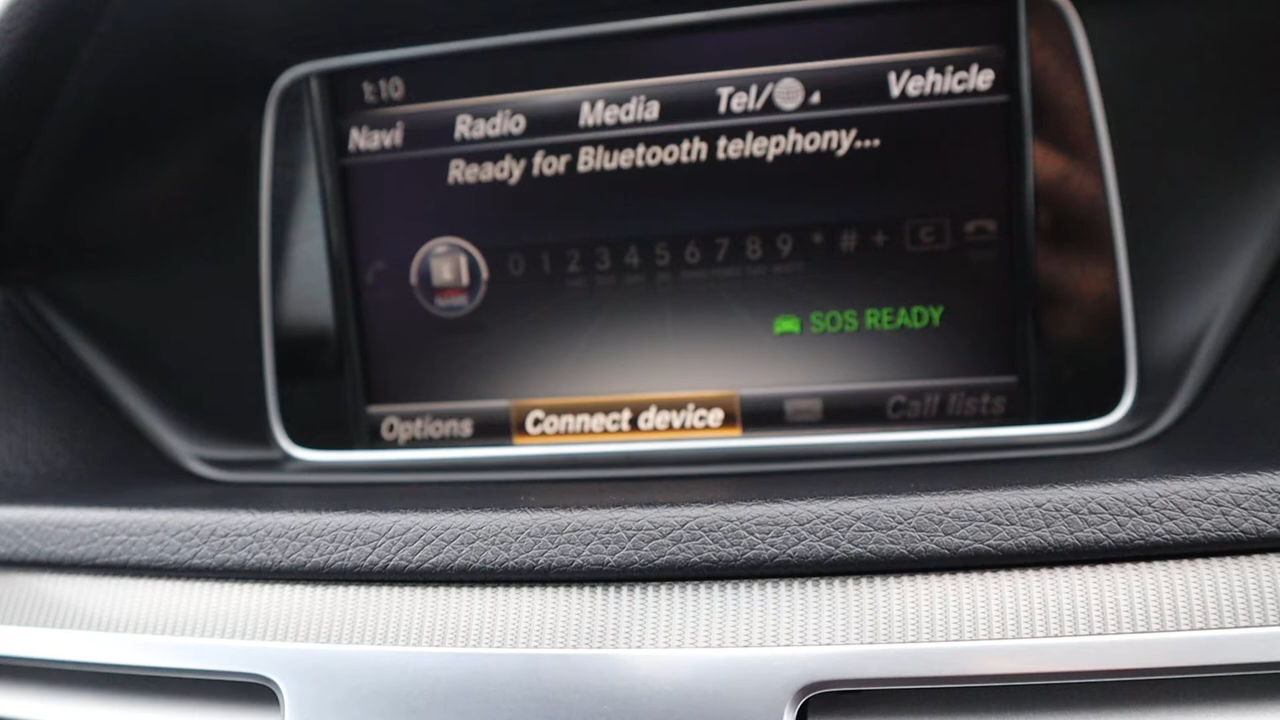 1:10
Navi Radio Media Tel/ Vehicle
Ready for Bluetooth telephony...
0 1 2 3 4 5 6 7 8 9 * # + C
SOS READY
Options Connect device Call lists